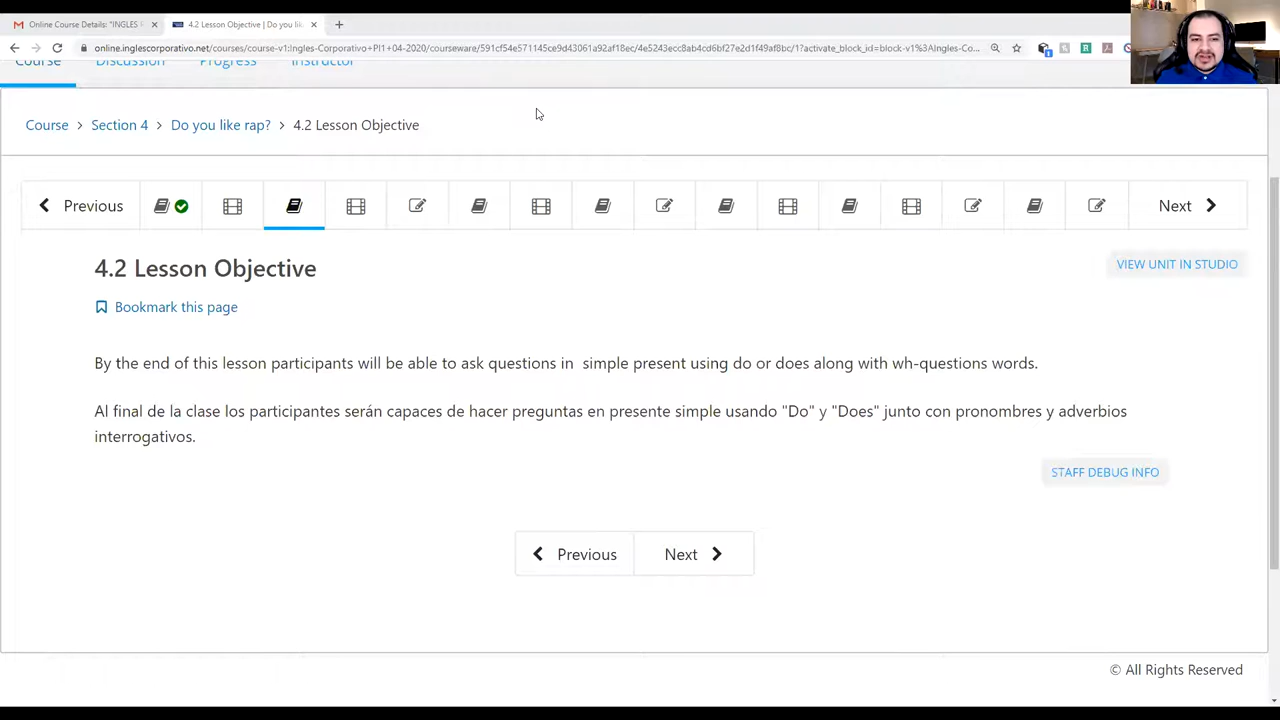 Online Course Details: "INGLES
4.2 Lesson Objective | Do you lik
online.inglescorporativo.net/courses/course-v1:Ingles-Corporativo+PI1+04-2020/courseware/591cf54e571145be9d43061a92af18ec/4e5243ecc8ab4cd6bf27e2d1f49af8bc/1?activate_block_id=block-v1%3AIngles-Co...
Course Discussion Progress Instructor
Course > Section 4 > Do you like rap? > 4.2 Lesson Objective
Previous
Next
4.2 Lesson Objective
VIEW UNIT IN STUDIO
Bookmark this page
By the end of this lesson participants will be able to ask questions in simple present using do or does along with wh-questions words.
Al final de la clase los participantes serán capaces de hacer preguntas en presente simple usando "Do" y "Does" junto con pronombres y adverbios
interrogativos.
STAFF DEBUG INFO
Previous
Next
© All Rights Reserved